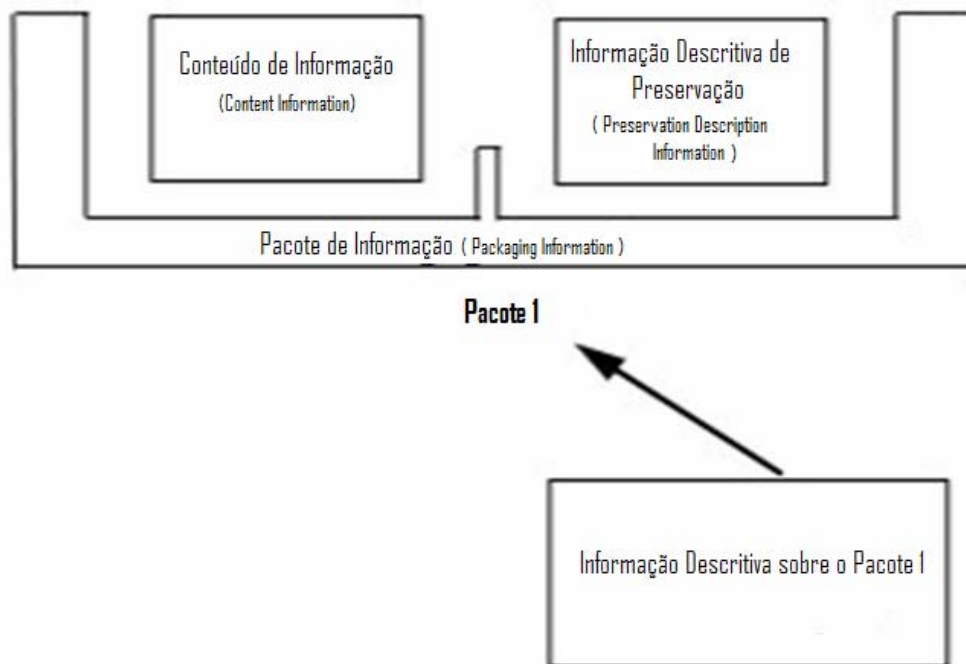 Conteúdo de Informação
(Content Information)
Informação Descritiva de
Preservação
( Preservation Description
Information )
Pacote de Informação ( Packaging Information )
Pacote 1
Informação Descritiva sobre o Pacote 1